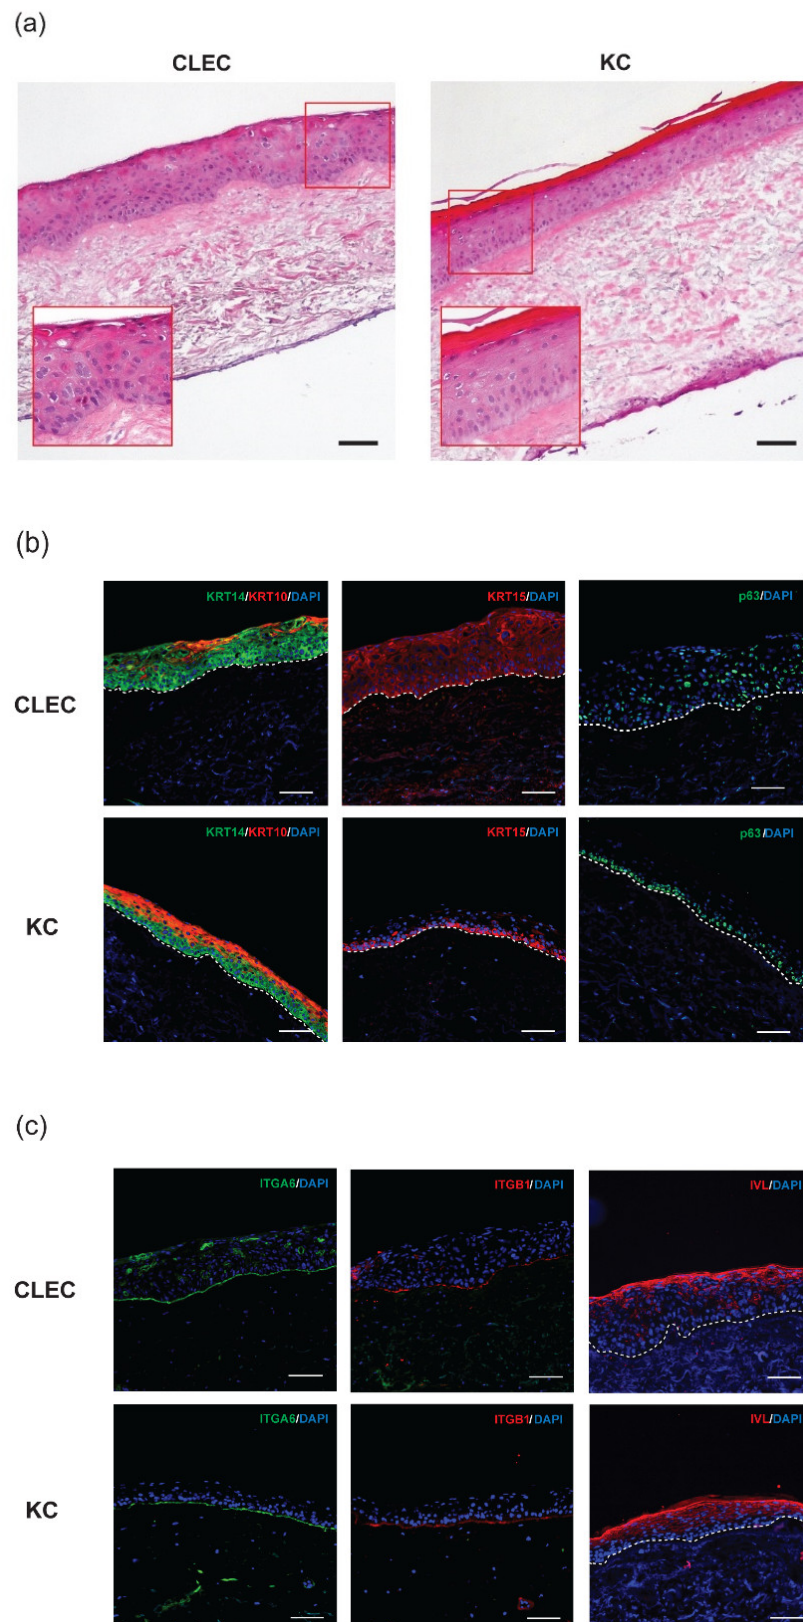 (a)
CLEC KC
(b)
KRT14/KRT10/DAPI KRT15/DAPI p63/DAPI
CLEC
KRT14/KRT10/DAPI KRT15/DAPI p63/DAPI
KC
(c)
ITGA6/DAPI ITGB1/DAPI IVL/DAPI
CLEC
ITGA6/DAPI ITGB1/DAPI IVL/DAPI
KC